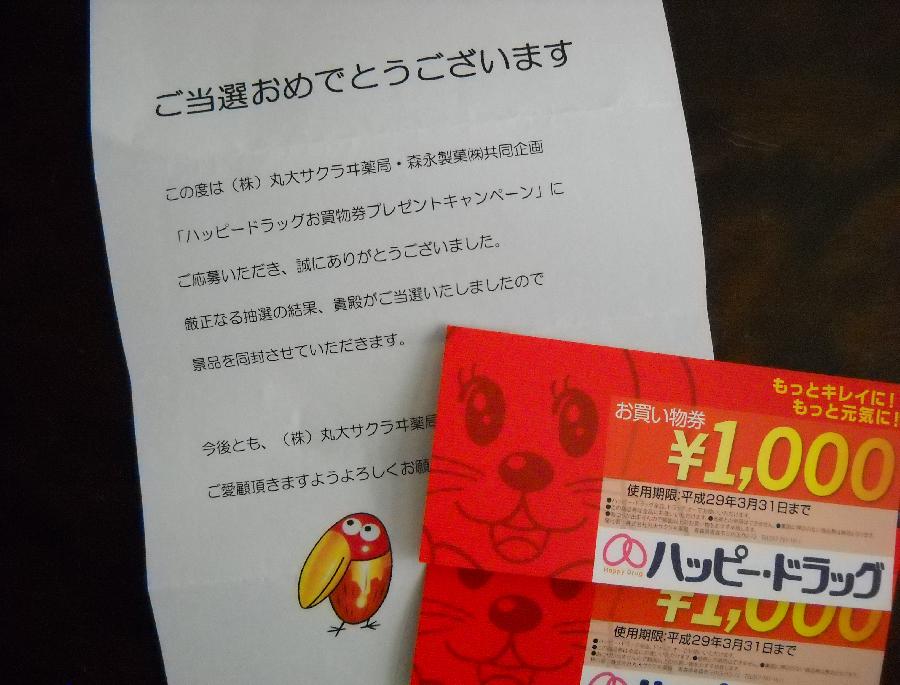 ご当選おめでとうございます
この度は（株）丸大サクラヰ薬局・森永製菓㈱共同企画
「ハッピードラッグお買物券プレゼントキャンペーン」に
ご応募いただき、誠にありがとうございました。
厳正なる抽選の結果、貴殿がご当選いたしましたので
景品を同封させていただきます。
今後とも、（株）丸大サクラヰ薬局
ご愛顧頂きますようよろしくお願
もっとキレイに！
もっと元気に！
お買い物券
¥1,000
使用期限:平成29年3月31日まで
Happy Drug
ハッピー・ドラッグ
¥1,000
使用期限:平成29年3月31日まで